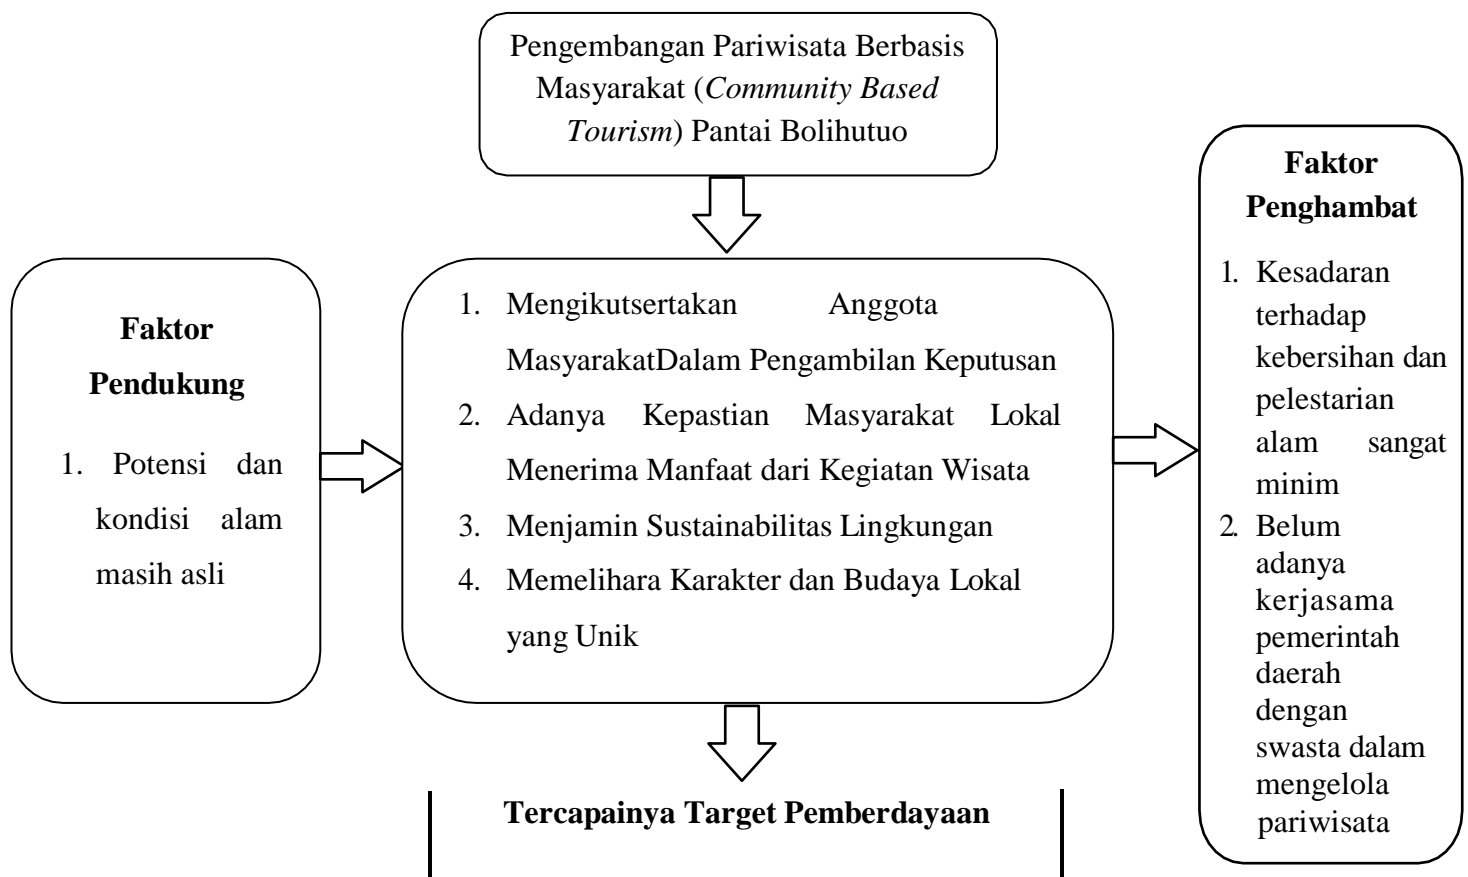 Pengembangan Pariwisata Berbasis
Masyarakat (Community Based
Tourism) Pantai Bolihutuo
Faktor
Pendukung
1. Potensi dan
kondisi alam
masih asli
1. Mengikutsertakan Anggota
MasyarakatDalam Pengambilan Keputusan
2. Adanya Kepastian Masyarakat Lokal
Menerima Manfaat dari Kegiatan Wisata
3. Menjamin Sustainabilitas Lingkungan
4. Memelihara Karakter dan Budaya Lokal
yang Unik
Faktor
Penghambat
1. Kesadaran
terhadap
kebersihan dan
pelestarian
alam sangat
minim
2. Belum
adanya
kerjasama
pemerintah
daerah
dengan
swasta dalam
mengelola
pariwisata
Tercapainya Target Pemberdayaan